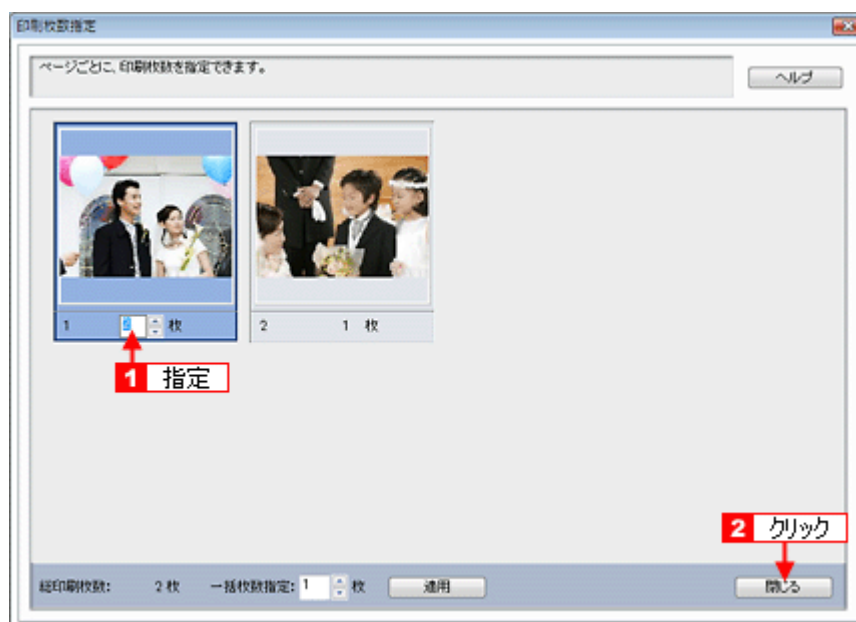 印刷枚数指定
ページごとに、印刷枚数を指定できます。
ヘルプ
1 枚
2 1 枚
1 指定
2 クリック
総印刷枚数: 2 枚 一括枚数指定: 1 枚 適用 閉じる